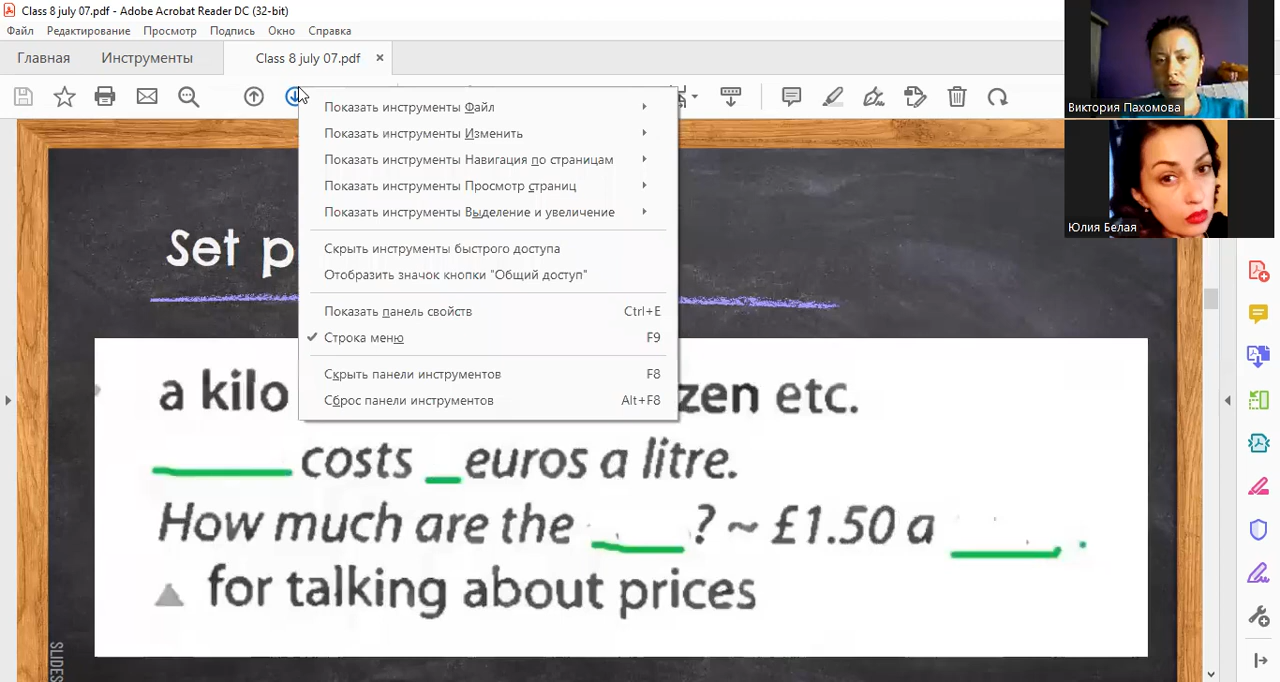 Class 8 july 07.pdf - Adobe Acrobat Reader DC (32-bit)
Файл Редактирование Просмотр Подпись Окно Справка
Главная Инструменты Class 8 july 07.pdf ×
Показать инструменты Файл
Показать инструменты Изменить
Показать инструменты Навигация по страницам
Показать инструменты Просмотр страниц
Показать инструменты Выделение и увеличение
Скрыть инструменты быстрого доступа
Отобразить значок кнопки "Общий доступ"
Показать панель свойств Ctrl+E
Строка меню F9
Скрыть панели инструментов F8
Сброс панели инструментов Alt+F8
Виктория Пахомова
Юлия Белая
Set p
a kilo zen etc.
costs euros a litre.
How much are the ? ~ £1.50 a .
for talking about prices
SLIDES